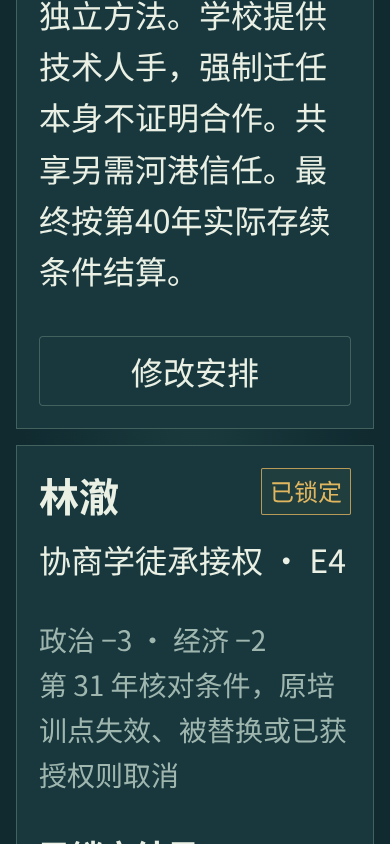 独立方法。学校提供
技术人手，强制迁任
本身不证明合作。共
享另需河港信任。最
终按第40年实际存续
条件结算。
修改安排
林澈
已锁定
协商学徒承接权 · E4
政治 −3 · 经济 −2
第 31 年核对条件，原培
训点失效、被替换或已获
授权则取消